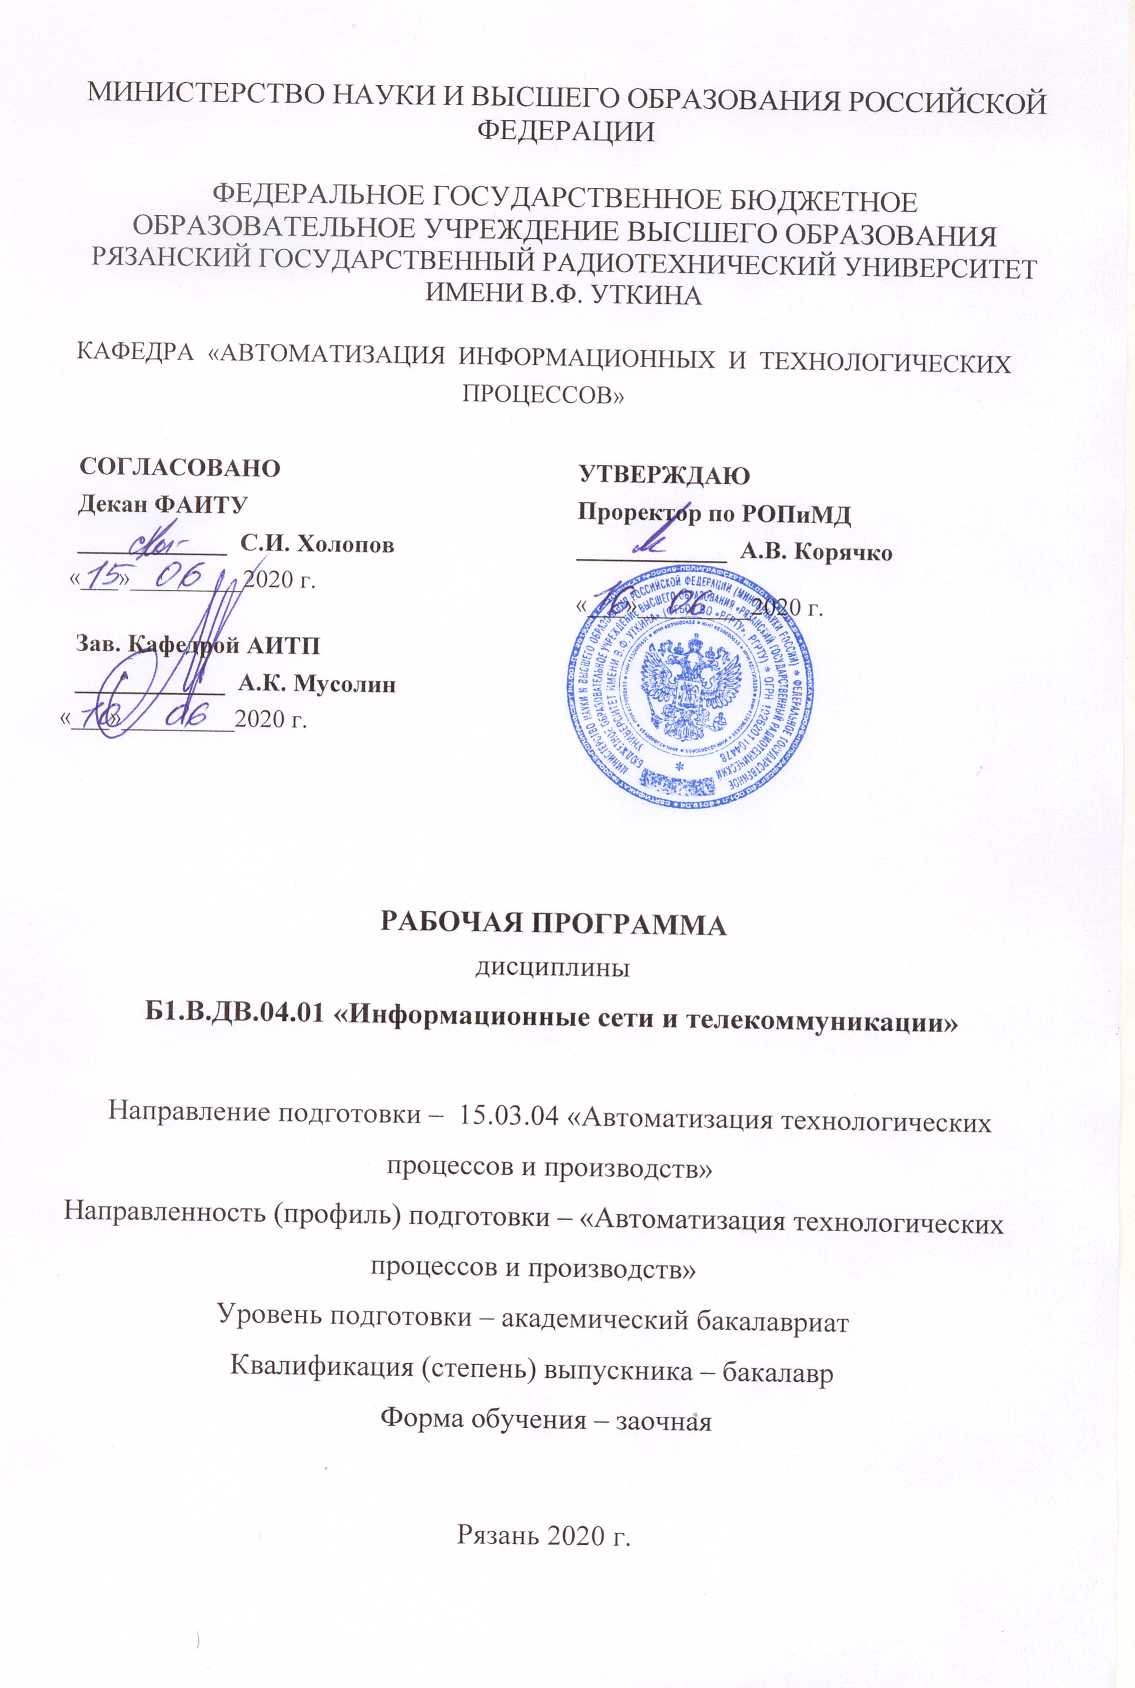 МИНИСТЕРСТВО НАУКИ И ВЫСШЕГО ОБРАЗОВАНИЯ РОССИЙСКОЙ
ФЕДЕРАЦИИ
ФЕДЕРАЛЬНОЕ ГОСУДАРСТВЕННОЕ БЮДЖЕТНОЕ
ОБРАЗОВАТЕЛЬНОЕ УЧРЕЖДЕНИЕ ВЫСШЕГО ОБРАЗОВАНИЯ
РЯЗАНСКИЙ ГОСУДАРСТВЕННЫЙ РАДИОТЕХНИЧЕСКИЙ УНИВЕРСИТЕТ
ИМЕНИ В.Ф. УТКИНА
КАФЕДРА «АВТОМАТИЗАЦИЯ ИНФОРМАЦИОННЫХ И ТЕХНОЛОГИЧЕСКИХ
ПРОЦЕССОВ»
СОГЛАСОВАНО
Декан ФАИТУ
С.И. Холопов
«15» 06 2020 г.
Зав. Кафедрой АИТП
А.К. Мусолин
« » 06 2020 г.
УТВЕРЖДАЮ
Проректор по РОПиМД
А.В. Корячко
« » 06 2020 г.
РАБОЧАЯ ПРОГРАММА
дисциплины
Б1.В.ДВ.04.01 «Информационные сети и телекоммуникации»
Направление подготовки – 15.03.04 «Автоматизация технологических
процессов и производств»
Направленность (профиль) подготовки – «Автоматизация технологических
процессов и производств»
Уровень подготовки – академический бакалавриат
Квалификация (степень) выпускника – бакалавр
Форма обучения – заочная
Рязань 2020 г.